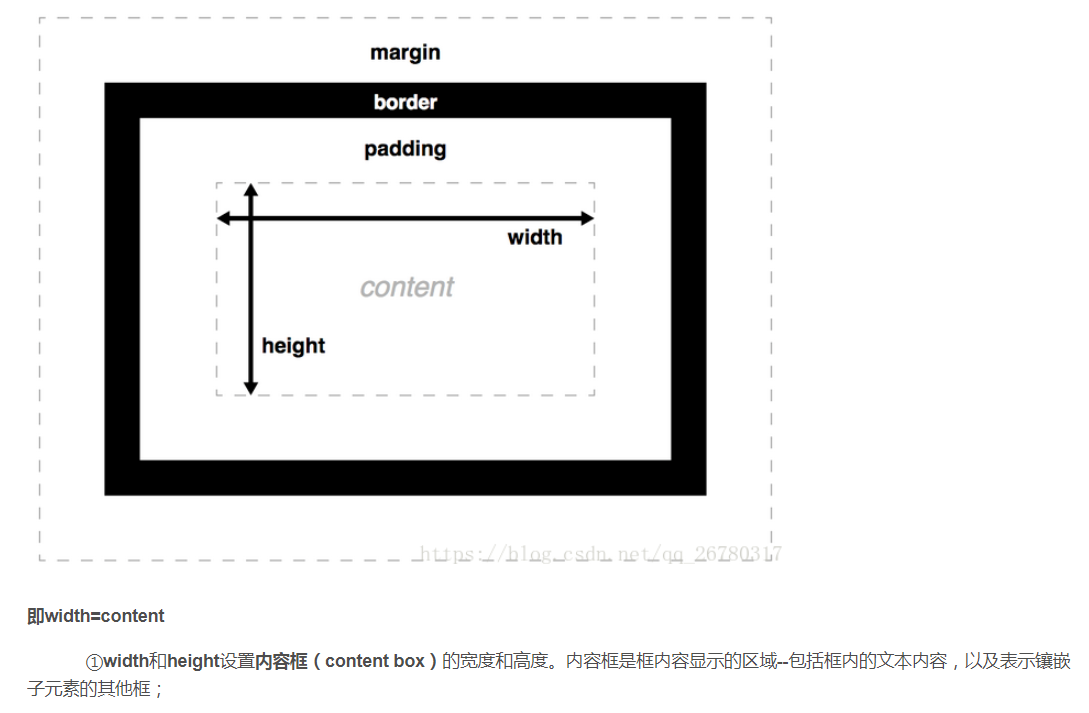 margin
border
padding
width
content
height
https://blog.csdn.net/qq_26780317
即width=content
①width和height设置内容框（content box）的宽度和高度。内容框是框内容显示的区域--包括框内的文本内容，以及表示镶嵌
子元素的其他框；